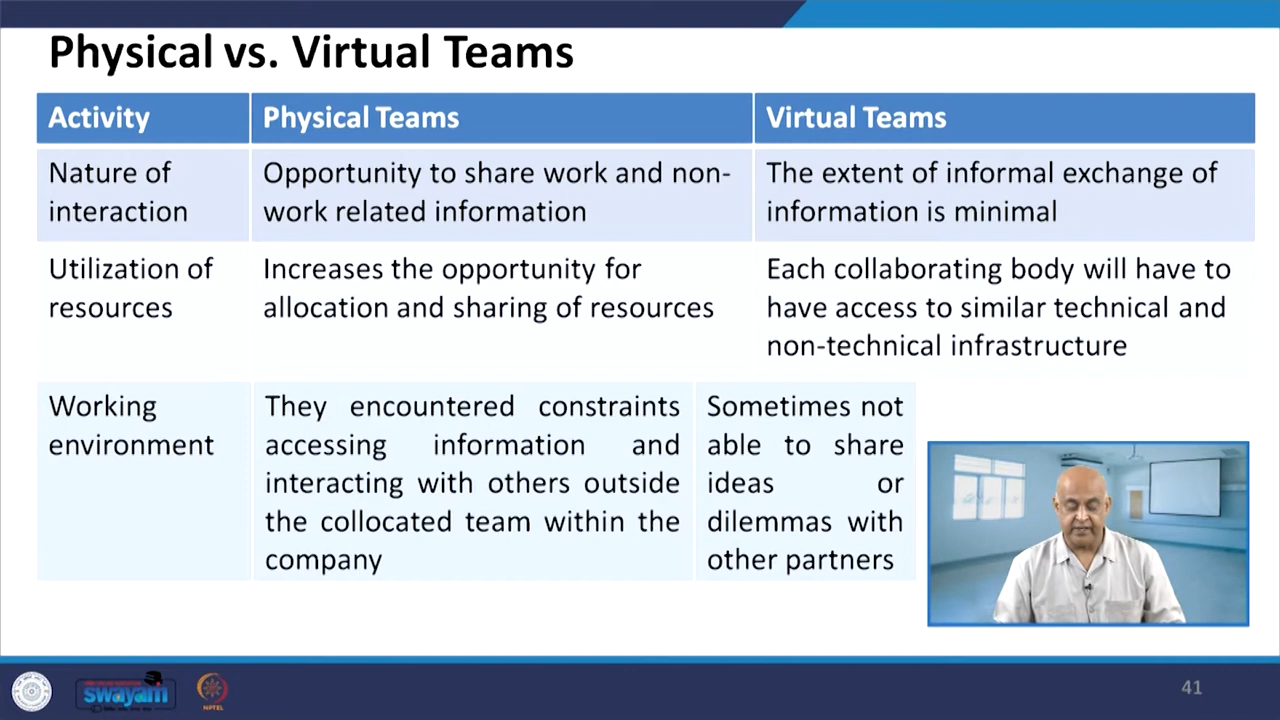 Physical vs. Virtual Teams
Activity
Physical Teams
Virtual Teams
Nature of
interaction
Opportunity to share work and non-
work related information
The extent of informal exchange of
information is minimal
Utilization of
resources
Increases the opportunity for
allocation and sharing of resources
Each collaborating body will have to
have access to similar technical and
non-technical infrastructure
Working
environment
They encountered constraints
accessing information and
interacting with others outside
the collocated team within the
company
Sometimes not
able to share
ideas or
dilemmas with
other partners
swayam
NPTEL
41